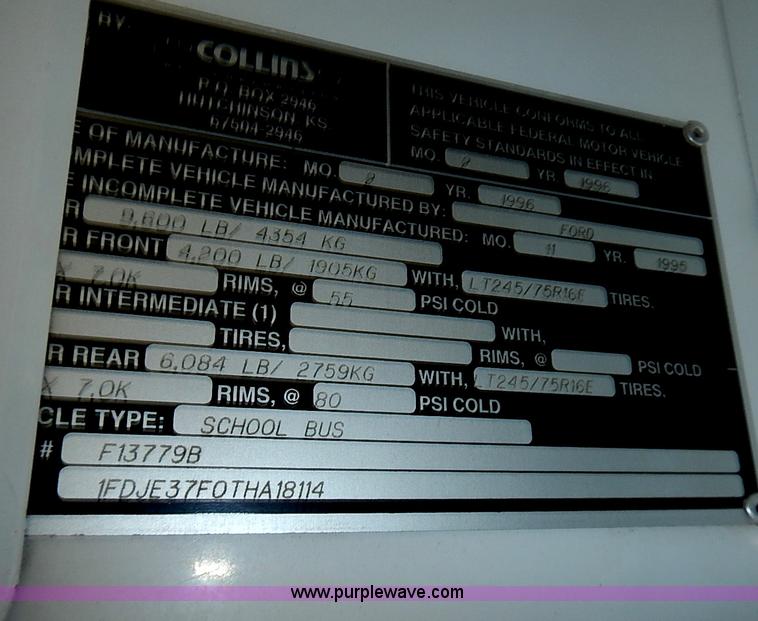 BY:
COLLINS
P.O. BOX 2946
HUTCHINSON, KS
67504-2946
THIS VEHICLE CONFORMS TO ALL
APPLICABLE FEDERAL MOTOR VEHICLE
SAFETY STANDARDS IN EFFECT IN
MO. 2 YR. 1996
E OF MANUFACTURE: MO. 2 YR. 1996
MPLETE VEHICLE MANUFACTURED BY: FORD
E INCOMPLETE VEHICLE MANUFACTURED: MO. 11 YR. 1995
R 9,600 LB/ 4354 KG
R FRONT 4,200 LB/ 1905KG WITH, LT245/75R16E TIRES.
X 7.0K RIMS, @ 55 PSI COLD
R INTERMEDIATE (1) WITH,
TIRES, RIMS, @ PSI COLD
R REAR 6,084 LB/ 2759KG WITH, LT245/75R16E TIRES.
X 7.0K RIMS, @ 80 PSI COLD
CLE TYPE: SCHOOL BUS
# F13779B
1FDJE37F0THA18114
www.purplewave.com